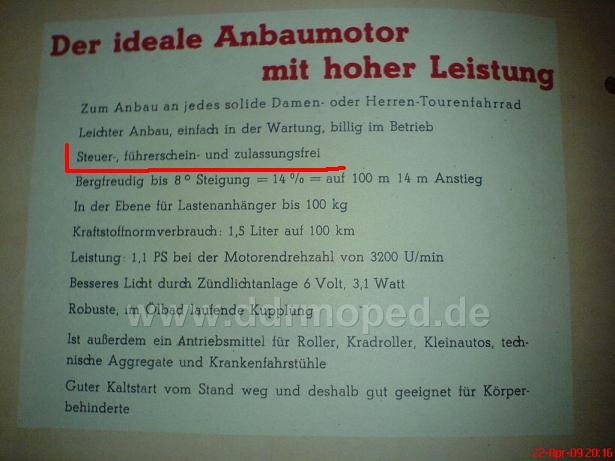 Der ideale Anbaumotor
mit hoher Leistung
Zum Anbau an jedes solide Damen- oder Herren-Tourenfahrrad
Leichter Anbau, einfach in der Wartung, billig im Betrieb
Steuer-, führerschein- und zulassungsfrei
Bergfreudig bis 8° Steigung = 14% = auf 100 m 14 m Anstieg
In der Ebene für Lastenanhänger bis 100 kg
Kraftstoffnormverbrauch: 1,5 Liter auf 100 km
Leistung: 1,1 PS bei der Motorendrehzahl von 3200 U/min
Besseres Licht durch Zündlichtanlage 6 Volt, 3,1 Watt
Robuste, im Ölbad laufende Kupplung
www.ddrmoped.de
Ist außerdem ein Antriebsmittel für Roller, Kradroller, Kleinautos, tech-
nische Aggregate und Krankenfahrstühle
Guter Kaltstart vom Stand weg und deshalb gut geeignet für Körper-
behinderte
22-Apr-09 20:16